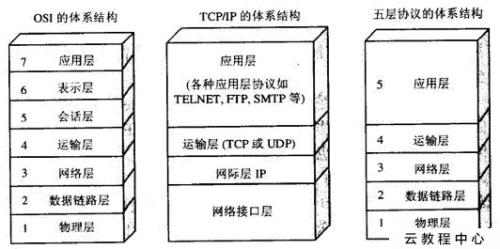 OSI 的体系结构
7 应用层
6 表示层
5 会话层
4 运输层
3 网络层
2 数据链路层
1 物理层
TCP/IP 的体系结构
应用层
(各种应用层协议如
TELNET, FTP, SMTP 等)
运输层 (TCP 或 UDP)
网际层 IP
网络接口层
五层协议的体系结构
5 应用层
4 运输层
3 网络层
2 数据链路层
1 物理层
云教程中心